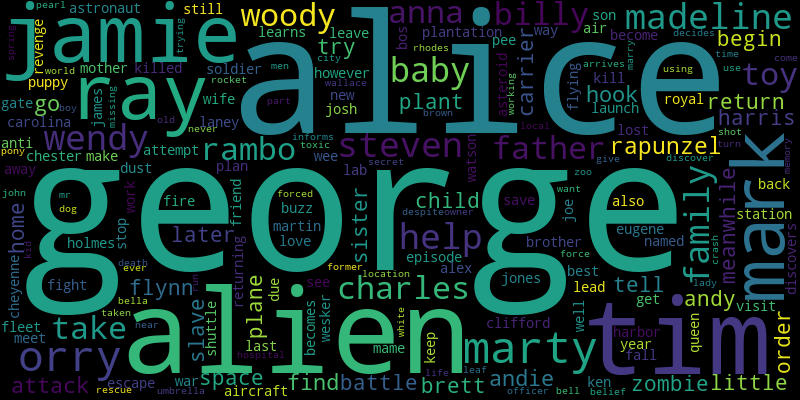 pearl astronaut still woody anna billy son madeline
jamie learns leave bos plantation way air become begin
spring trying revenge mother killed soldier try pee rhodes decides time
puppy world rocket men city however baby marry arrives using use come
ray alice carrier flying asteroid kill royal toy
gate go james missing wife new plant working hook launch return
carolina boy old laney josh wallace brown local lost shot turn harris
wendy never part steven father watson rapunzel memory
anti pony chester make attempt rambo wee toxic informs secret give discover mark
away dust plan lab child save zoo want also back
john mr dog work fire forced friend despite owner joe family meanwhile station
george buzz martin love sister help brother eugene named discovers
home holmes stop later episode force
kid death returning former alex best crash lady
cheyenne fight ever flynn see location jones lead tell andy visit
bella run plane due charles well get
fleet taken slave shuttle last becomes wesker white clifford tim harbor queen order
meet take near hospital alien mame keep marty year fall
orry war space find battle life brett andie ken zombie little
attack rescue escape umbrella aircraft leaf officer bell belief